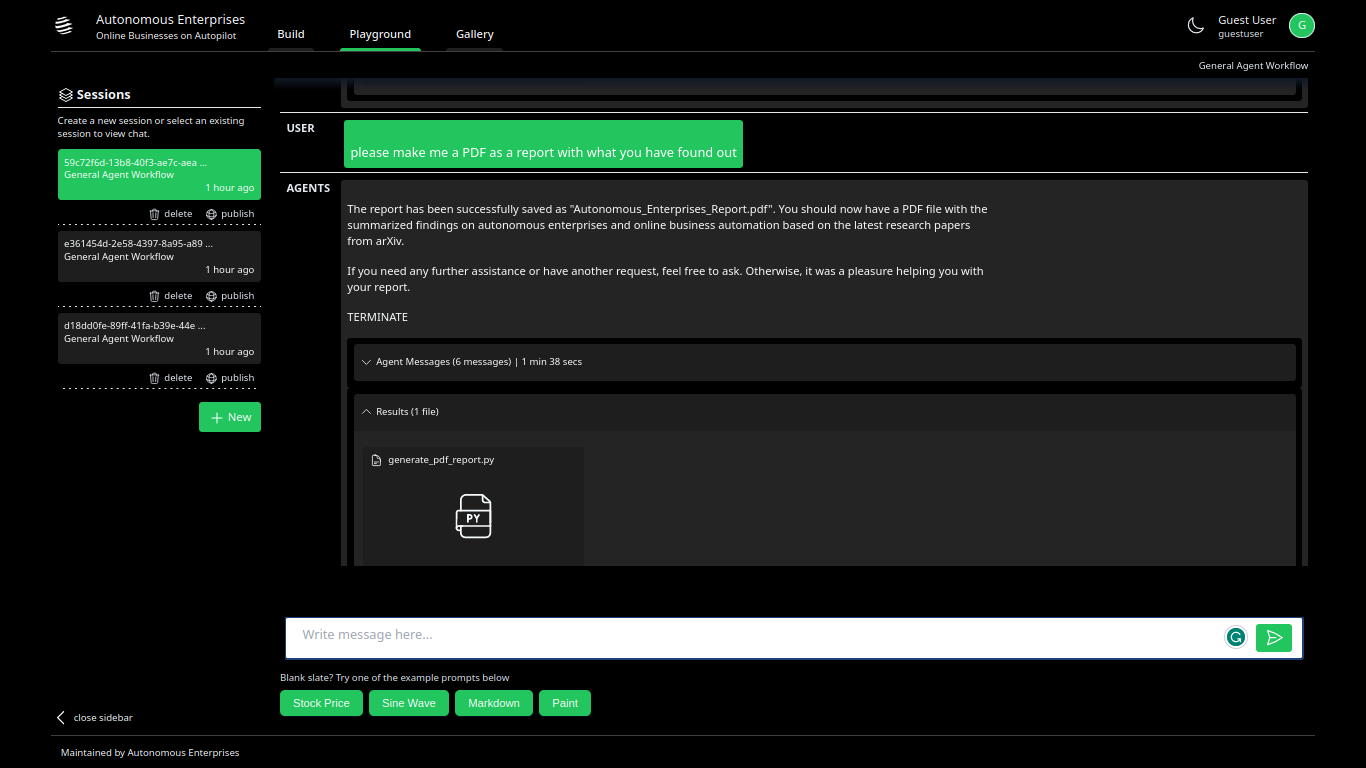 Autonomous Enterprises
Online Businesses on Autopilot
Build
Playground
Gallery
Guest User
guestuser
G
General Agent Workflow
Sessions
Create a new session or select an existing
session to view chat.
59c72f6d-13b8-40f3-ae7c-aea ...
General Agent Workflow
1 hour ago
delete
publish
e361454d-2e58-4397-8a95-a89 ...
General Agent Workflow
1 hour ago
delete
publish
d18dd0fe-89ff-41fa-b39e-44e ...
General Agent Workflow
1 hour ago
delete
publish
New
close sidebar
USER
please make me a PDF as a report with what you have found out
AGENTS
The report has been successfully saved as "Autonomous_Enterprises_Report.pdf". You should now have a PDF file with the
summarized findings on autonomous enterprises and online business automation based on the latest research papers
from arXiv.
If you need any further assistance or have another request, feel free to ask. Otherwise, it was a pleasure helping you with
your report.
TERMINATE
Agent Messages (6 messages) | 1 min 38 secs
Results (1 file)
generate_pdf_report.py
PY
Write message here...
Blank slate? Try one of the example prompts below
Stock Price
Sine Wave
Markdown
Paint
Maintained by Autonomous Enterprises